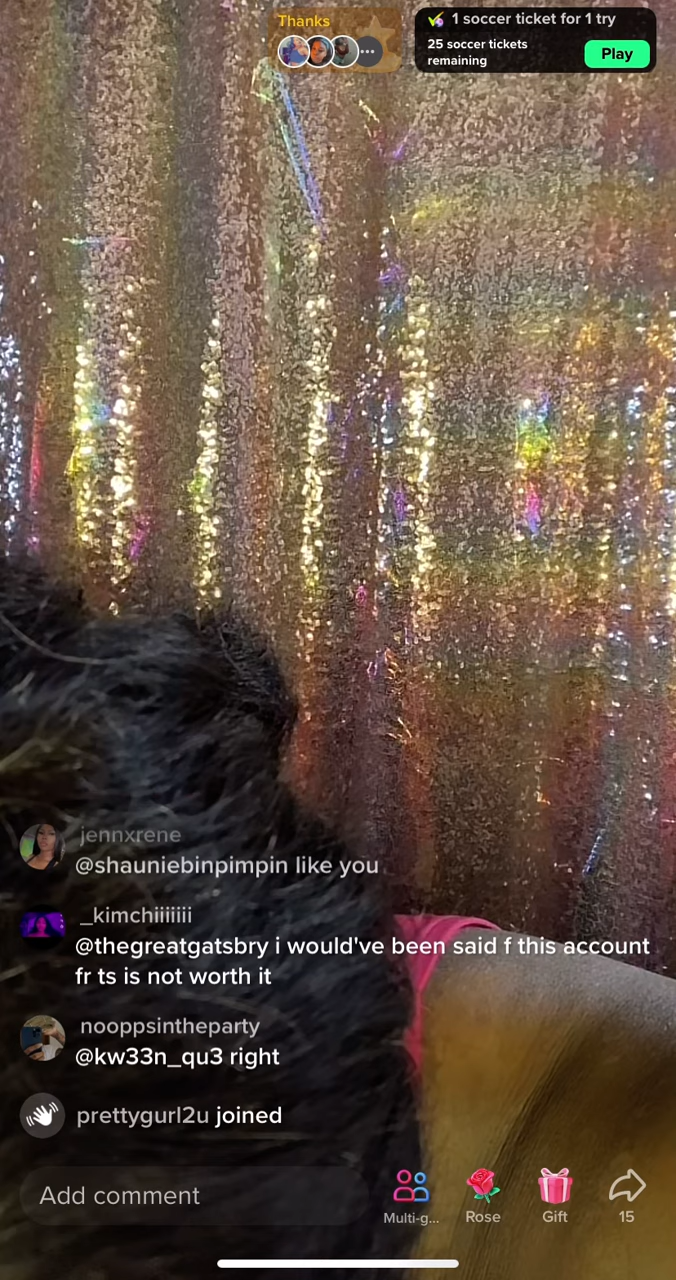 Thanks
1 soccer ticket for 1 try
25 soccer tickets
remaining
Play
jennxrene
@shauniebinpimpin like you
_kimchiiiiiii
@thegreatgatsbry i would've been said f this account
fr ts is not worth it
nooppsintheparty
@kw33n_qu3 right
prettygurl2u joined
Add comment
Multi-g...
Rose
Gift
15